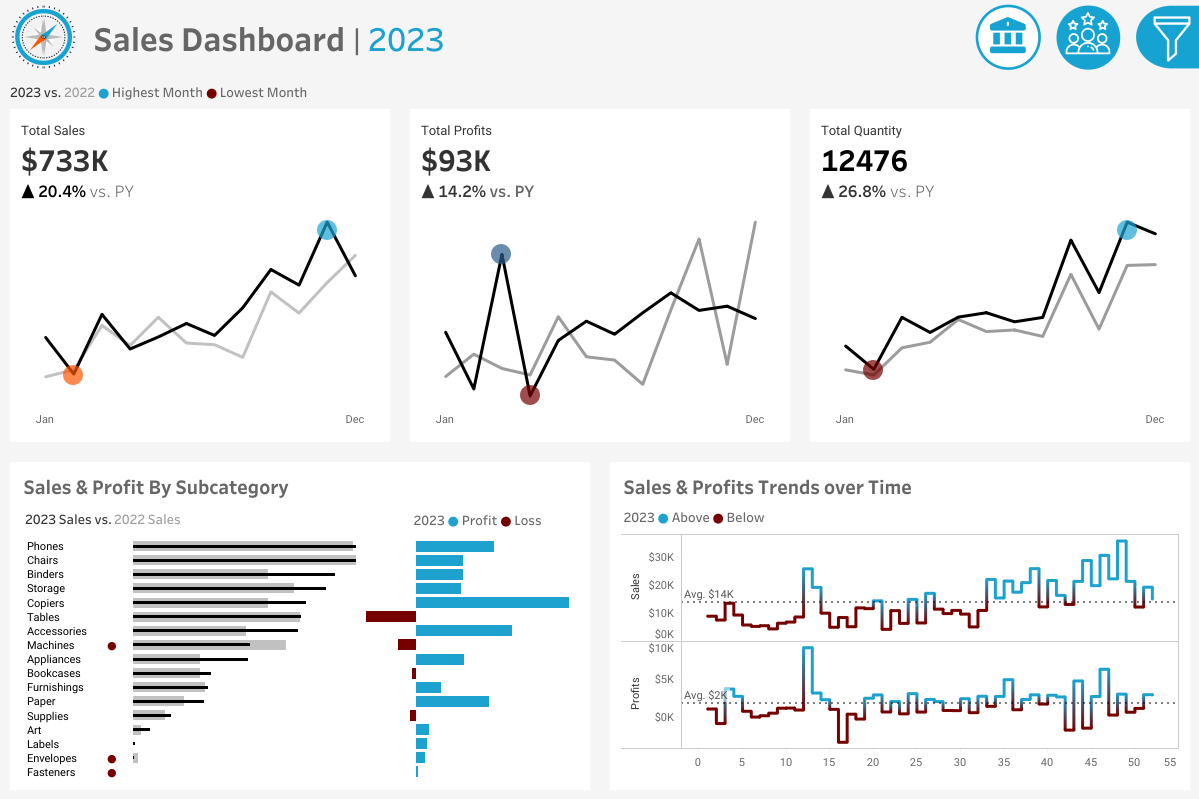 Sales Dashboard | 2023
2023 vs. 2022 Highest Month Lowest Month
Total Sales
$733K
▲ 20.4% vs. PY
Jan Dec
Total Profits
$93K
▲ 14.2% vs. PY
Jan Dec
Total Quantity
12476
▲ 26.8% vs. PY
Jan Dec
Sales & Profit By Subcategory
2023 Sales vs. 2022 Sales
2023 Profit Loss
Phones
Chairs
Binders
Storage
Copiers
Tables
Accessories
Machines
Appliances
Bookcases
Furnishings
Paper
Supplies
Art
Labels
Envelopes
Fasteners
Sales & Profits Trends over Time
2023 Above Below
Sales
$30K
$20K
Avg. $14K
$10K
$0K
Profits
$10K
$5K
Avg. $2K
$0K
0 5 10 15 20 25 30 35 40 45 50 55